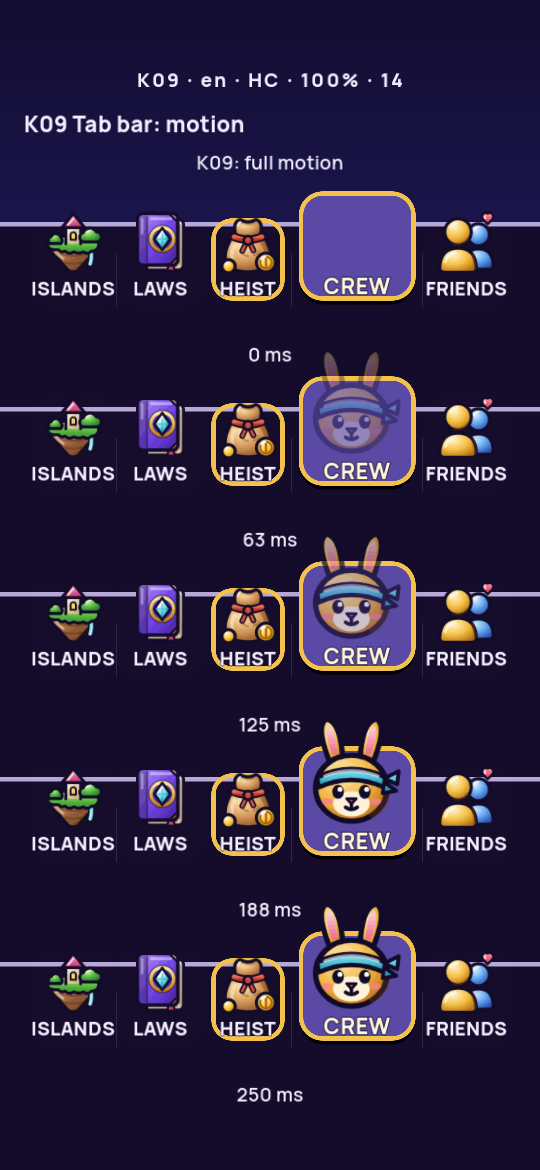 K09 · en · HC · 100% · 14
K09 Tab bar: motion
K09: full motion
ISLANDS LAWS HEIST CREW FRIENDS
0 ms
ISLANDS LAWS HEIST CREW FRIENDS
63 ms
ISLANDS LAWS HEIST CREW FRIENDS
125 ms
ISLANDS LAWS HEIST CREW FRIENDS
188 ms
ISLANDS LAWS HEIST CREW FRIENDS
250 ms